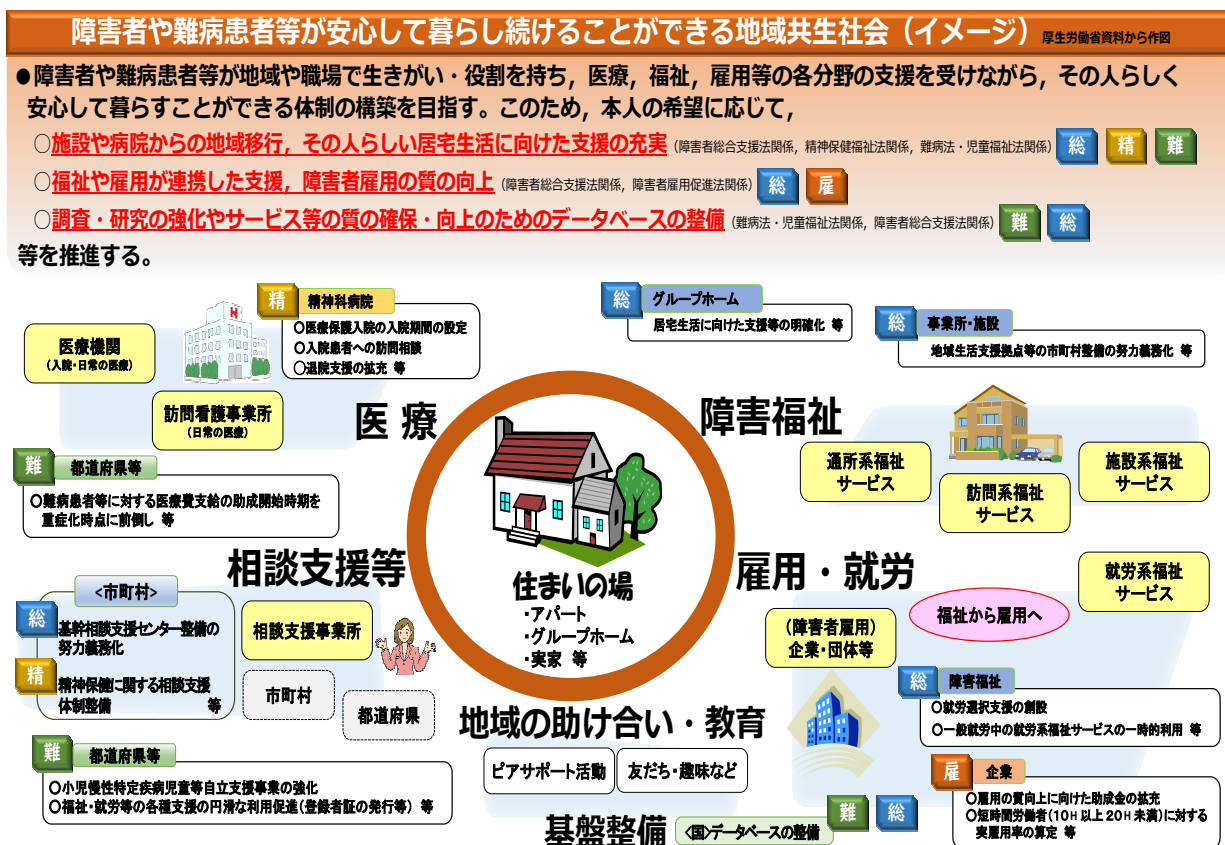 障害者や難病患者等が安心して暮らし続けることができる地域共生社会（イメージ） 厚生労働省資料から作図
●障害者や難病患者等が地域や職場で生きがい・役割を持ち，医療，福祉，雇用等の各分野の支援を受けながら，その人らしく
安心して暮らすことができる体制の構築を目指す。このため，本人の希望に応じて，
○施設や病院からの地域移行，その人らしい居宅生活に向けた支援の充実 (障害者総合支援法関係，精神保健福祉法関係，難病法・児童福祉法関係) 総 精 難
○福祉や雇用が連携した支援，障害者雇用の質の向上 (障害者総合支援法関係，障害者雇用促進法関係) 総 雇
○調査・研究の強化やサービス等の質の確保・向上のためのデータベースの整備 (難病法・児童福祉法関係，障害者総合支援法関係) 難 総
等を推進する。
医療機関
(入院・日常の医療)
H
精 精神科病院
○医療保護入院の入院期間の設定
○入院患者への訪問相談
○退院支援の拡充 等
訪問看護事業所
(日常の医療)
医 療
難 都道府県等
○難病患者等に対する医療費支給の助成開始時期を
重症化時点に前倒し 等
総 グループホーム
居宅生活に向けた支援等の明確化 等
総 事業所・施設
地域生活支援拠点等の市町村整備の努力義務化 等
障害福祉
通所系福祉
サービス
訪問系福祉
サービス
施設系福祉
サービス
住まいの場
・アパート
・グループホーム
・実家 等
相談支援等
<市町村>
総 基幹相談支援センター整備の
努力義務化
精 精神保健に関する相談支援
体制整備 等
相談支援事業所
市町村
都道府県
難 都道府県等
○小児慢性特定疾病児童等自立支援事業の強化
○福祉・就労等の各種支援の円滑な利用促進(登録者証の発行等) 等
雇用・就労
就労系福祉
サービス
福祉から雇用へ
(障害者雇用)
企業・団体等
総 障害福祉
○就労選択支援の創設
○一般就労中の就労系福祉サービスの一時的利用 等
雇 企業
○雇用の質向上に向けた助成金の拡充
○短時間労働者(10H以上20H未満)に対する
実雇用率の算定 等
地域の助け合い・教育
ピアサポート活動
友だち・趣味など
基盤整備
<国>データベースの整備 難 総